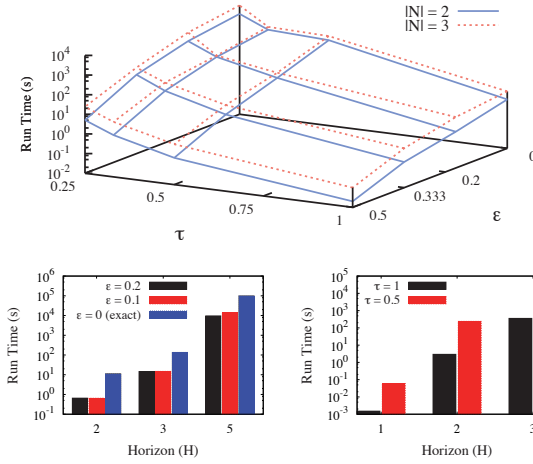 |N| = 2
|N| = 3
10^4
10^3
10^2
10^1
10^0
10^-1
10^-2
Run Time (s)
0.25
0.5
0.75
1
τ
0.5
0.333
0.2
0
ε
10^6
10^5
10^4
10^3
10^2
10^1
10^0
10^-1
Run Time (s)
ε = 0.2
ε = 0.1
ε = 0 (exact)
2 3 5
Horizon (H)
10^5
10^4
10^3
10^2
10^1
10^0
10^-1
10^-2
10^-3
Run Time (s)
τ = 1
τ = 0.5
1 2 3
Horizon (H)